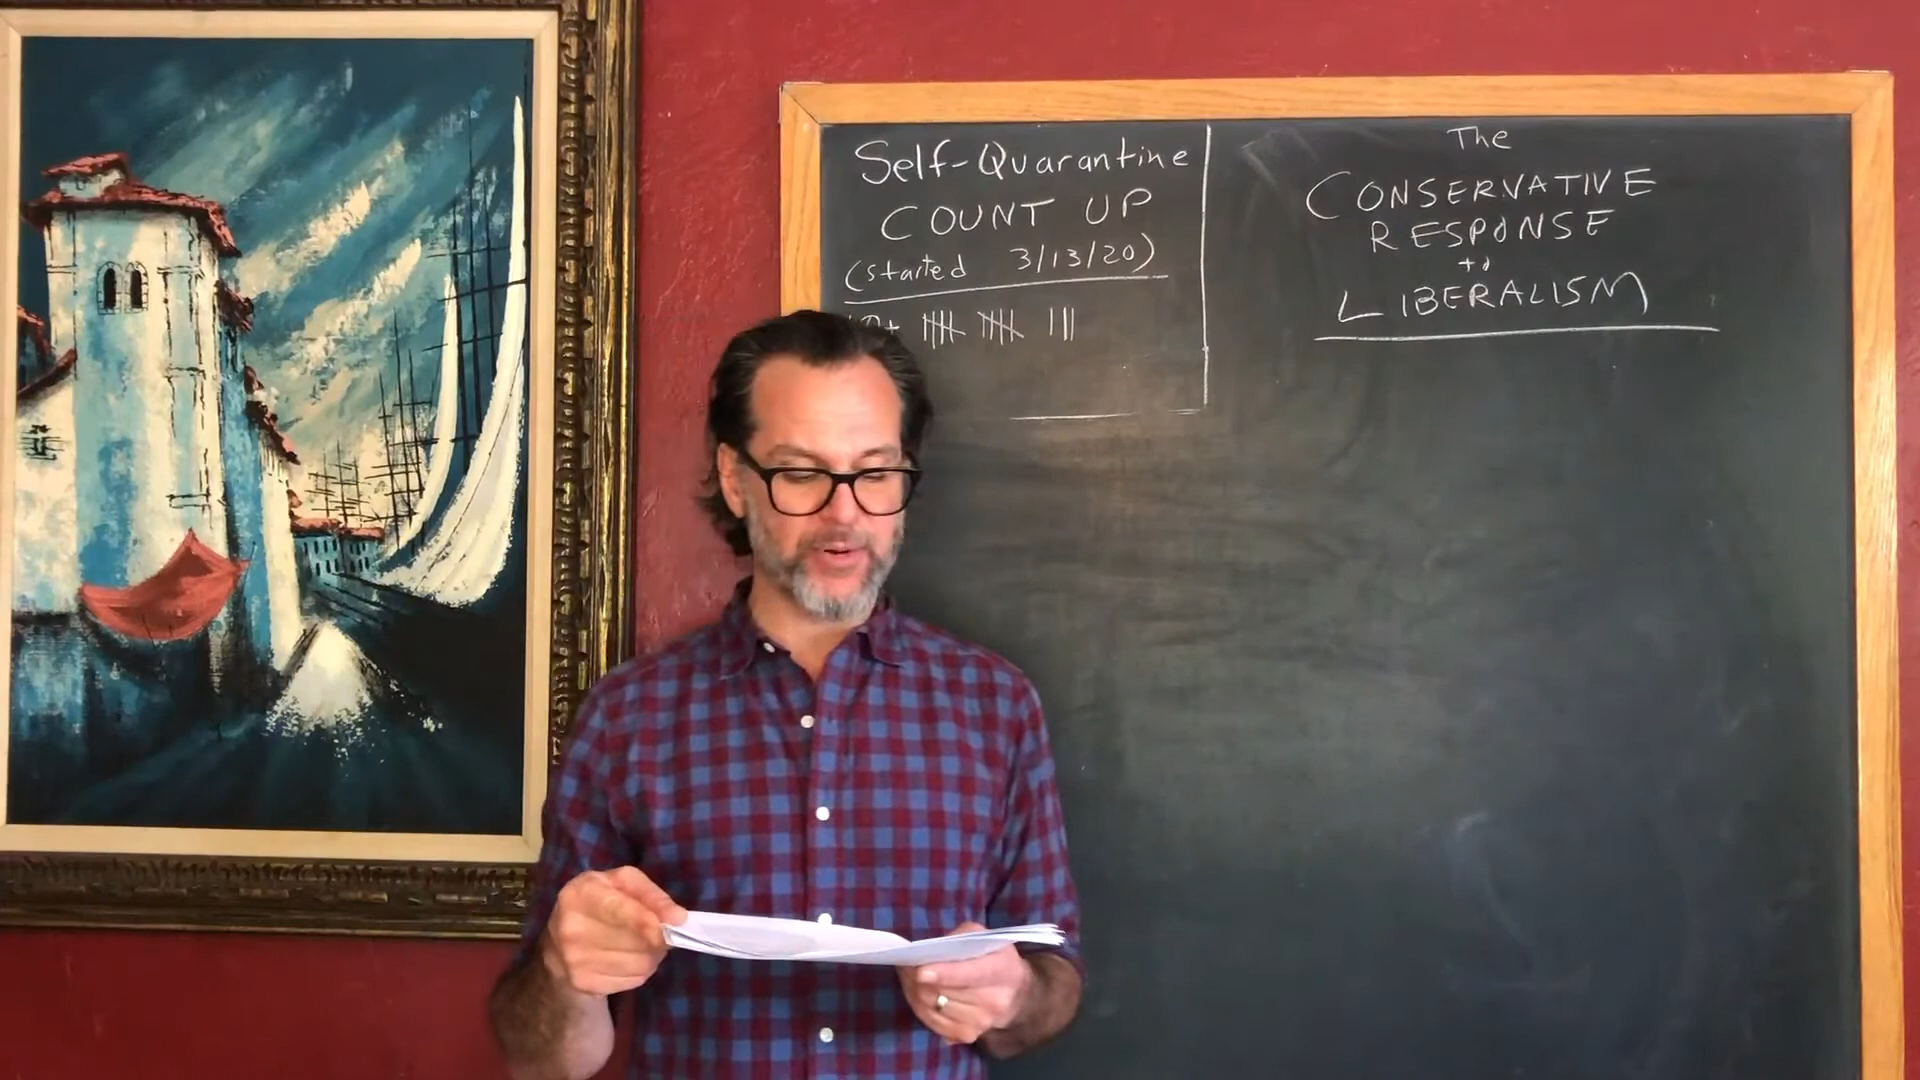 Self-Quarantine
COUNT UP
(started 3/13/20)
The
CONSERVATIVE
RESPONSE
to
LIBERALISM